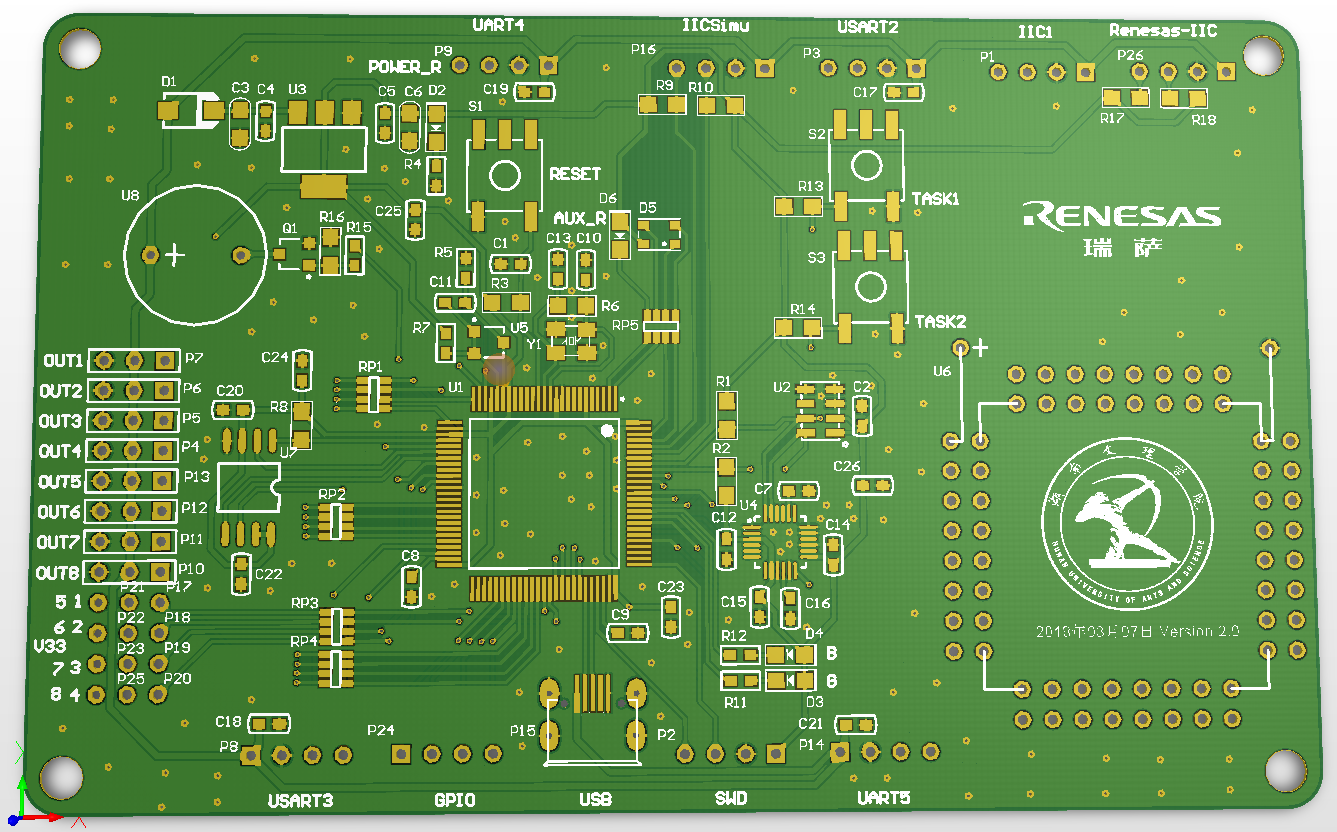 UART4
IICSimu
USART2
IIC1
Renesas-IIC
POWER_R
P9
P16
P3
P1
P26
D1
C3
C4
U3
C5
C6
D2
S1
C19
R9
R10
C17
R17
R18
R4
S2
RESET
U8
C25
AUX_R
D6
D5
R13
TASK1
RENESAS
瑞萨
Q1
R16
R15
R5
C1
C13
C10
S3
C11
R3
R6
R14
TASK2
R7
U5
Y1
RP5
OUT1
P7
C24
RP1
U1
R1
U2
C2
U6
OUT2
P6
C20
OUT3
P5
R8
OUT4
P4
U7
R2
C26
OUT5
P13
RP2
C7
U4
OUT6
P12
C12
C14
OUT7
P11
OUT8
P10
C22
C8
HUNAN UNIVERSITY OF ARTS AND SCIENCE
P21
P17
5 1
P22
P18
RP3
C23
C15
C16
6 2
C9
2018年03月07日 Version 2.0
V33
P23
P19
RP4
R12
D4
B
7 3
P25
P20
8 4
B
R11
D3
C18
P8
P24
P15
P2
P14
C21
USART3
GPIO
USB
SWD
UART5